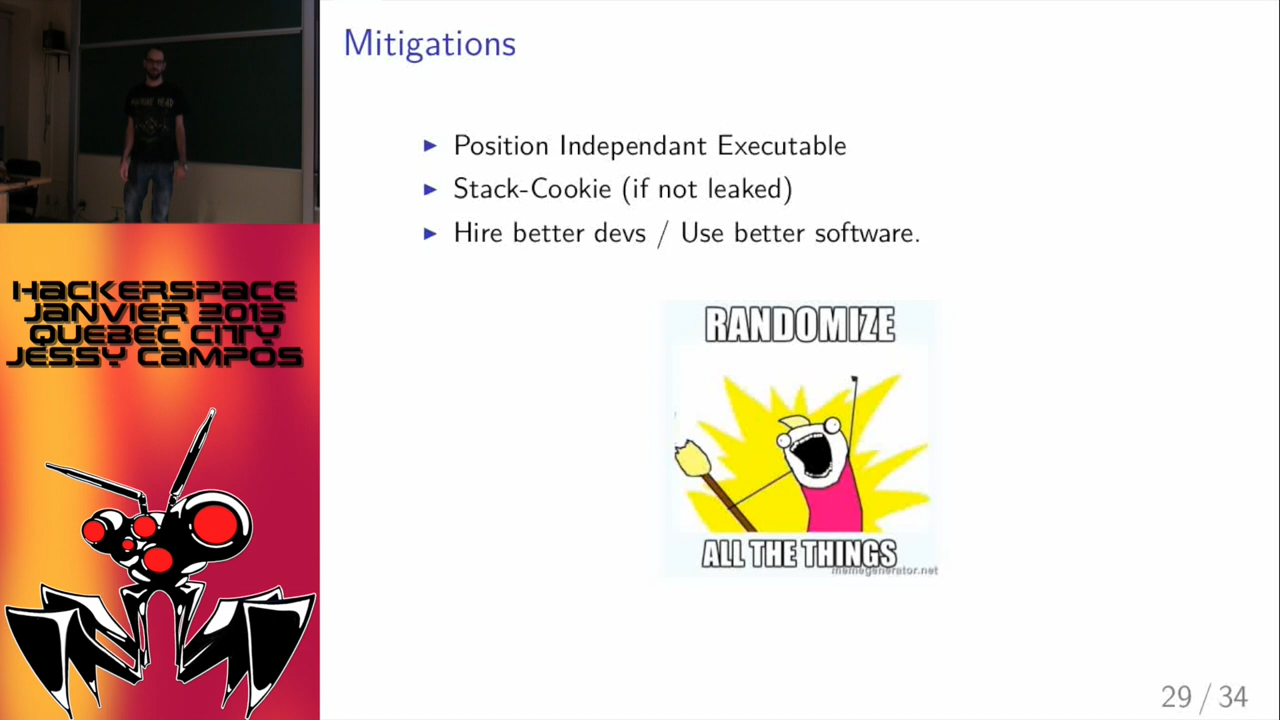 Mitigations
Position Independant Executable
Stack-Cookie (if not leaked)
Hire better devs / Use better software.
RANDOMIZE
ALL THE THINGS
memegenerator.net
29 / 34
HACKERSPACE
JANVIER 2015
QUEBEC CITY
JESSY CAMPOS